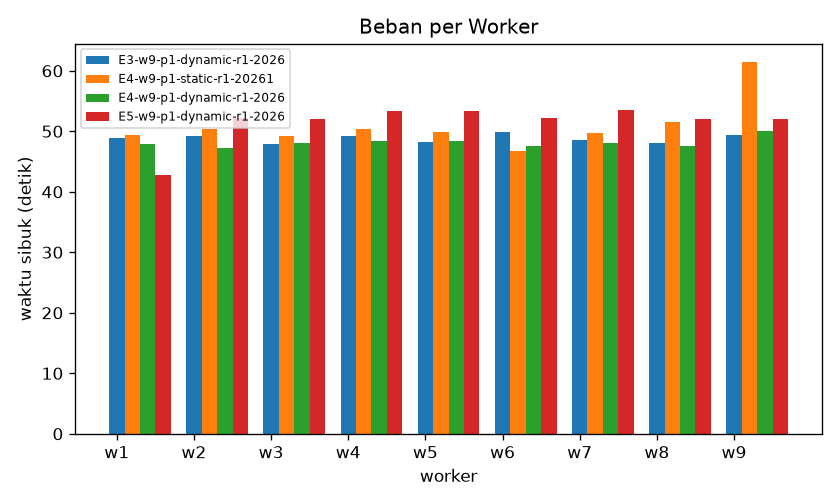 Beban per Worker
E3-w9-p1-dynamic-r1-2026
E4-w9-p1-static-r1-20261
E4-w9-p1-dynamic-r1-2026
E5-w9-p1-dynamic-r1-2026
waktu sibuk (detik)
60
50
40
30
20
10
0
w1 w2 w3 w4 w5 w6 w7 w8 w9
worker